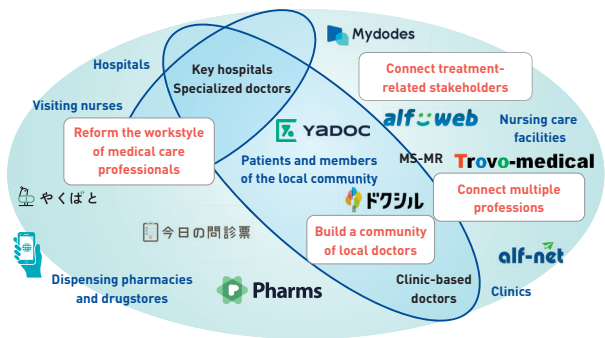 Mydodes
Hospitals
Key hospitals
Specialized doctors
Connect treatment-
related stakeholders
Visiting nurses
alf web
Nursing care
facilities
Reform the workstyle
of medical care
professionals
YaDOC
MS-MR
Trovo-medical
Patients and members
of the local community
Connect multiple
professions
やくばと
ドクシル
今日の問診票
Build a community
of local doctors
alf-net
Dispensing pharmacies
and drugstores
Pharms
Clinic-based
doctors
Clinics